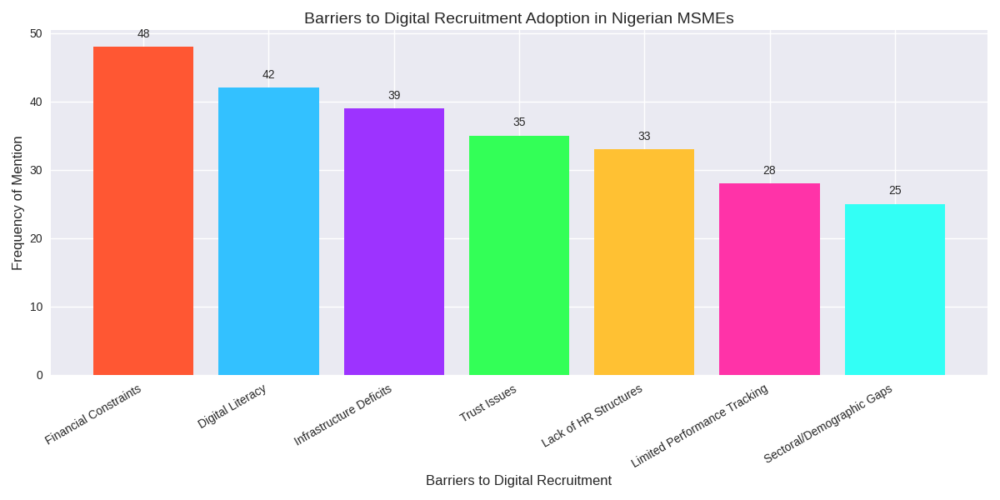 Barriers to Digital Recruitment Adoption in Nigerian MSMEs
50
40
30
20
10
0
Frequency of Mention
48
42
39
35
33
28
25
Financial Constraints
Digital Literacy
Infrastructure Deficits
Trust Issues
Lack of HR Structures
Limited Performance Tracking
Sectoral/Demographic Gaps
Barriers to Digital Recruitment